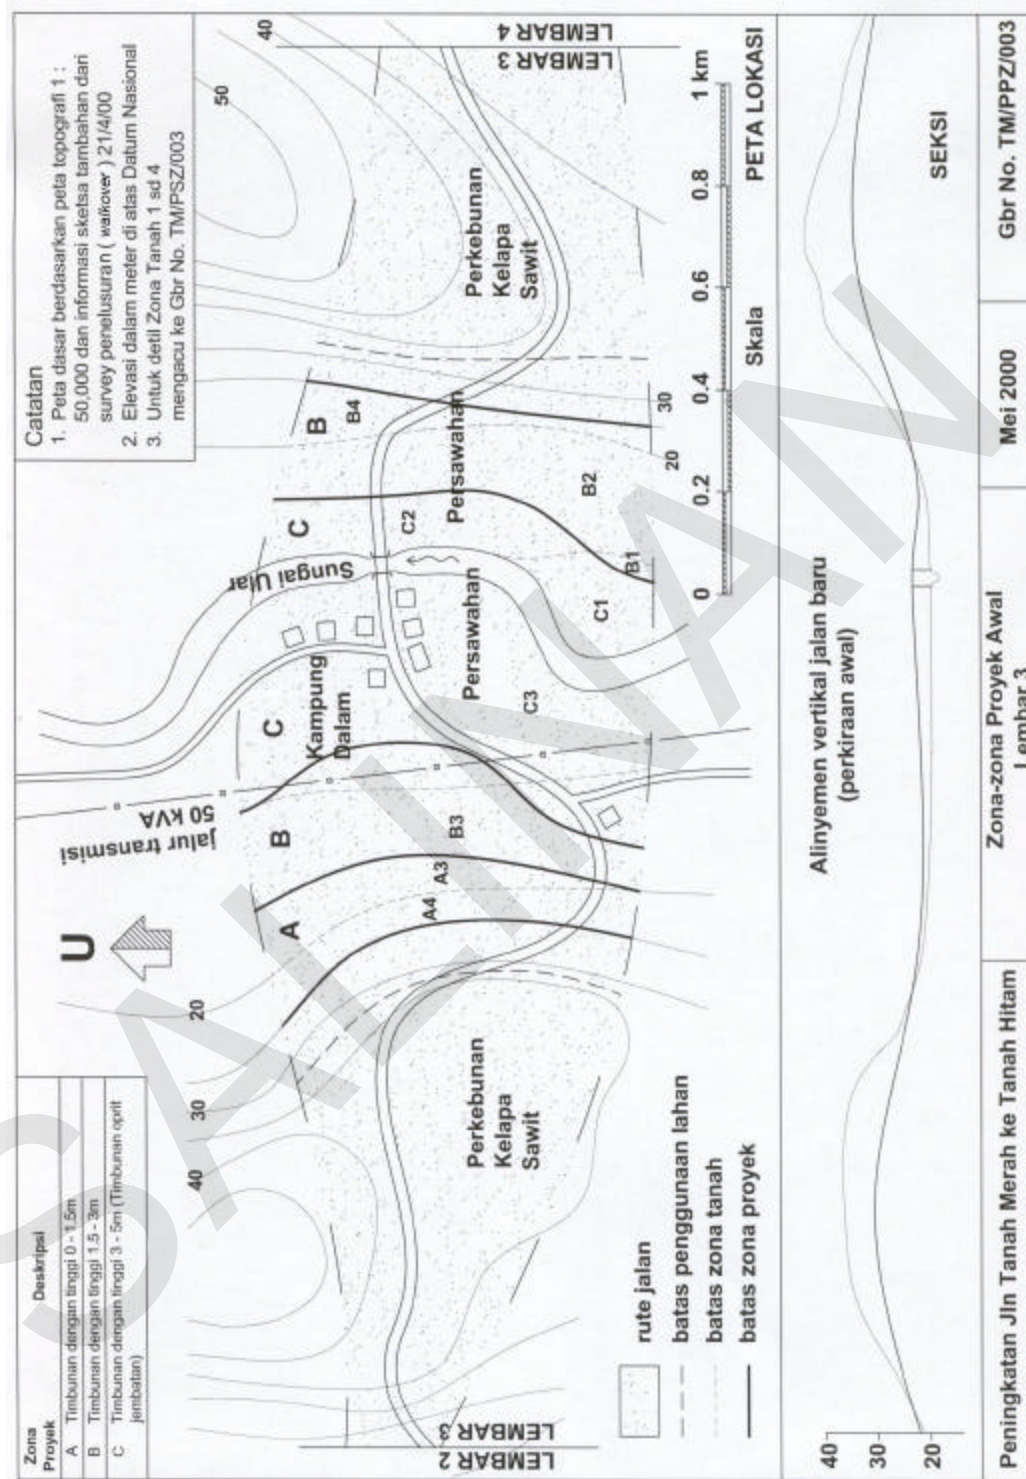 Zona
Proyek
Deskripsi
A Timbunan dengan tinggi 0 - 1.5m
B Timbunan dengan tinggi 1.5 - 3m
C Timbunan dengan tinggi 3 - 5m (Timbunan oprit
jembatan)
U
Catatan
1. Peta dasar berdasarkan peta topografi 1 :
50,000 dan informasi sketsa tambahan dari
survey penelusuran ( walkover ) 21/4/00
2. Elevasi dalam meter di atas Datum Nasional
3. Untuk detil Zona Tanah 1 sd 4
mengacu ke Gbr No. TM/PSZ/003
jalur transmisi
50 kVA
Sungai Ular
40
30
20
50
40
A
B
C
C
B
Kampung
Dalam
A4
A3
B3
C3
C1
C2
B1
B2
B4
Perkebunan
Kelapa
Sawit
Persawahan
Persawahan
Perkebunan
Kelapa
Sawit
20
30
LEMBAR 2
LEMBAR 3
LEMBAR 3
LEMBAR 4
rute jalan
batas penggunaan lahan
batas zona tanah
batas zona proyek
0
0.2
0.4
0.6
0.8
1 km
Skala
PETA LOKASI
Alinyemen vertikal jalan baru
(perkiraan awal)
SEKSI
40
30
20
Peningkatan Jln Tanah Merah ke Tanah Hitam
Zona-zona Proyek Awal
Lembar 3
Mei 2000
Gbr No. TM/PPZ/003
SALINAN